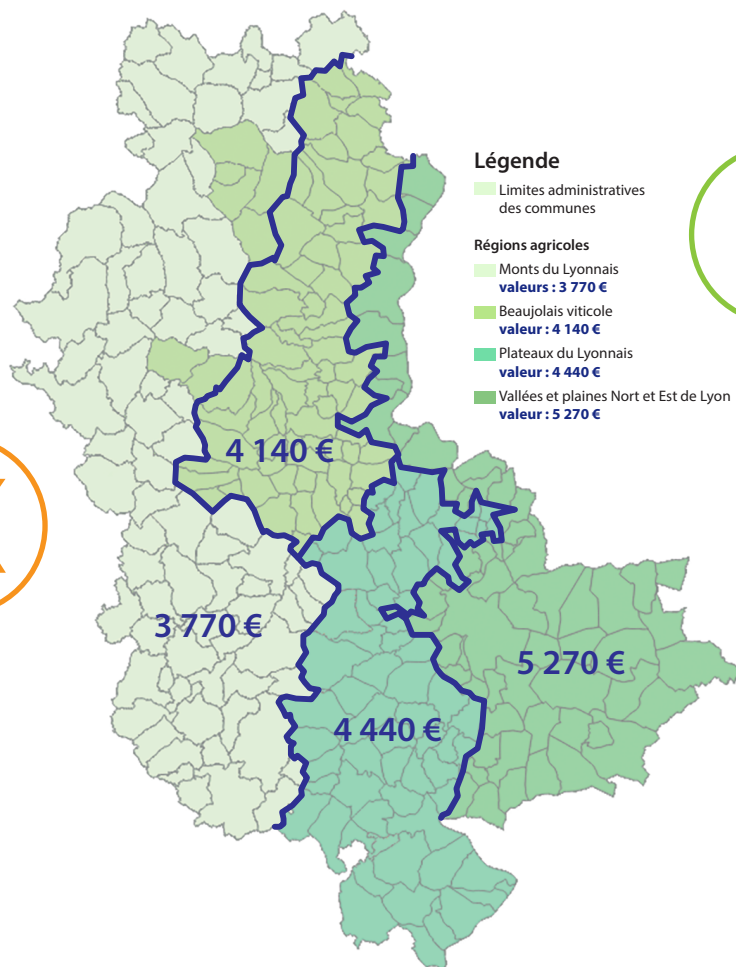 Légende
Limites administratives
des communes
Régions agricoles
Monts du Lyonnais
valeurs : 3 770 €
Beaujolais viticole
valeur : 4 140 €
Plateaux du Lyonnais
valeur : 4 440 €
Vallées et plaines Nort et Est de Lyon
valeur : 5 270 €
4 140 €
3 770 €
5 270 €
4 440 €